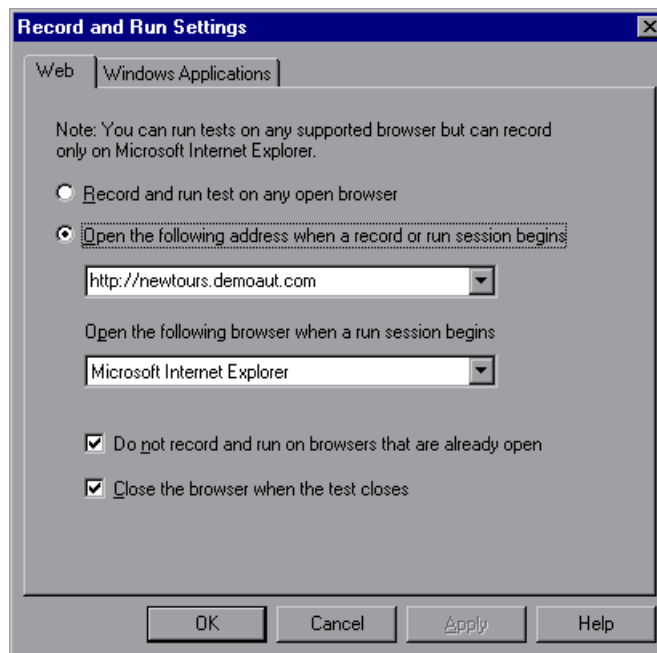 Record and Run Settings
Web
Windows Applications
Note: You can run tests on any supported browser but can record
only on Microsoft Internet Explorer.
Record and run test on any open browser
Open the following address when a record or run session begins
http://newtours.demoaut.com
Open the following browser when a run session begins
Microsoft Internet Explorer
Do not record and run on browsers that are already open
Close the browser when the test closes
OK
Cancel
Apply
Help